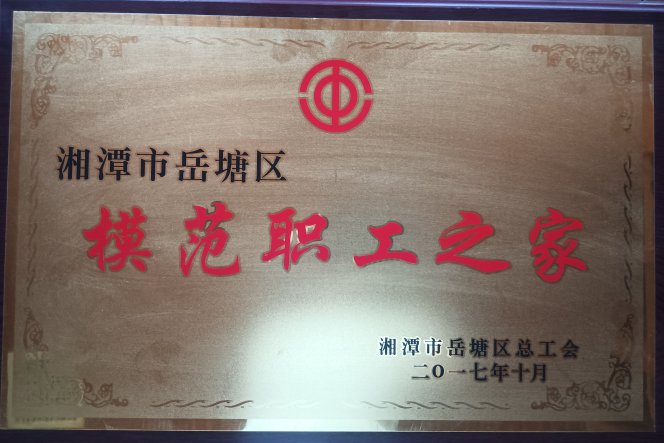 湘潭市岳塘区
模范职工之家
湘潭市岳塘区总工会
二〇一七年十月